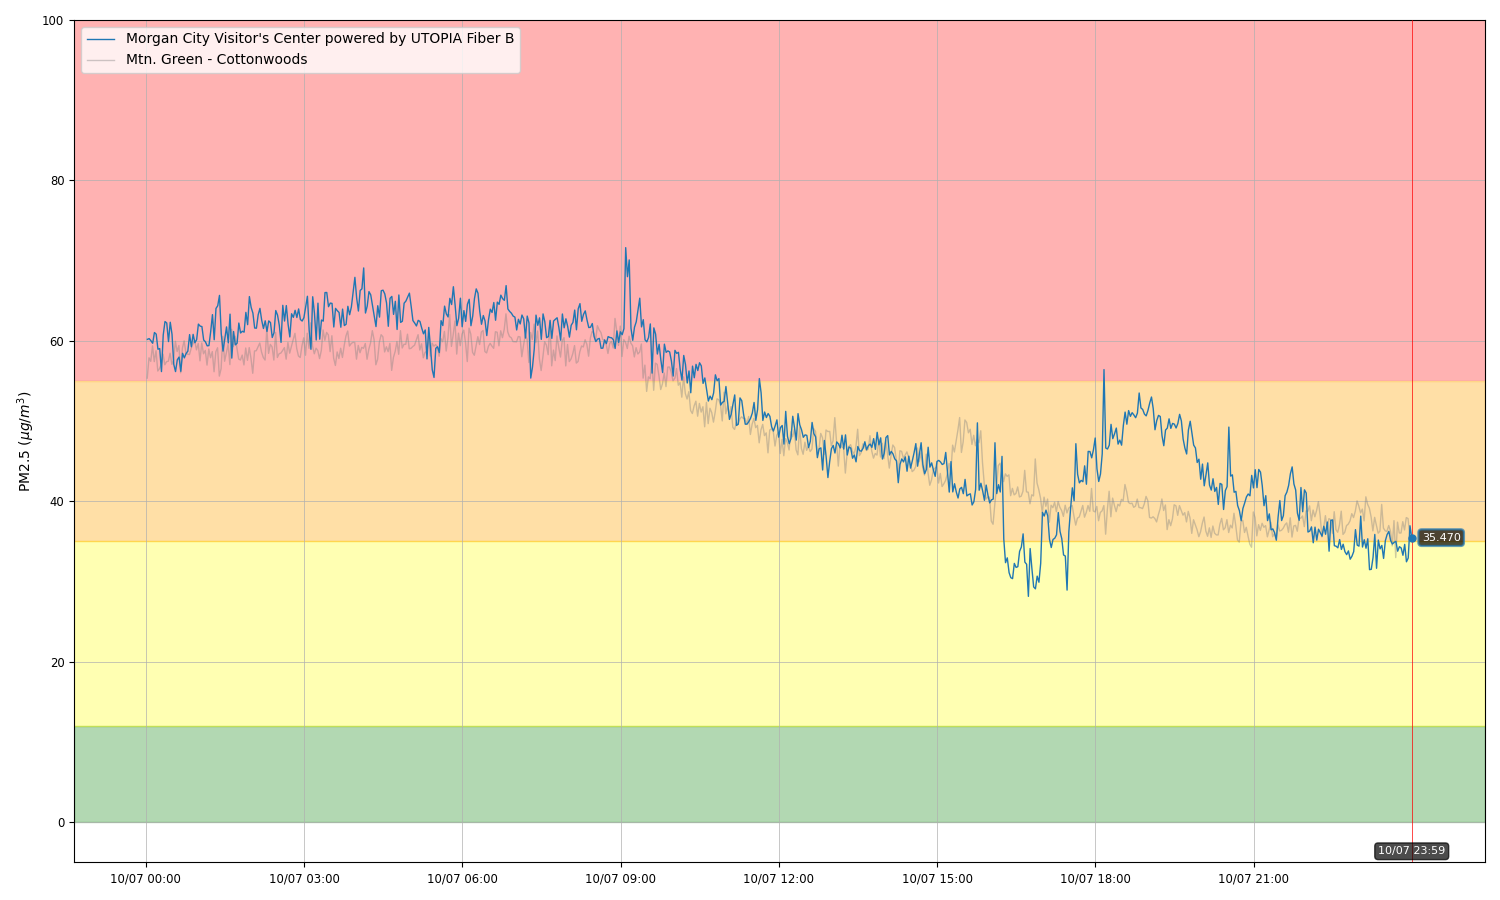 100
Morgan City Visitor's Center powered by UTOPIA Fiber B
Mtn. Green - Cottonwoods
80
60
PM2.5 (μg/m³)
40
35.470
20
0
10/07 23:59
10/07 00:00 10/07 03:00 10/07 06:00 10/07 09:00 10/07 12:00 10/07 15:00 10/07 18:00 10/07 21:00